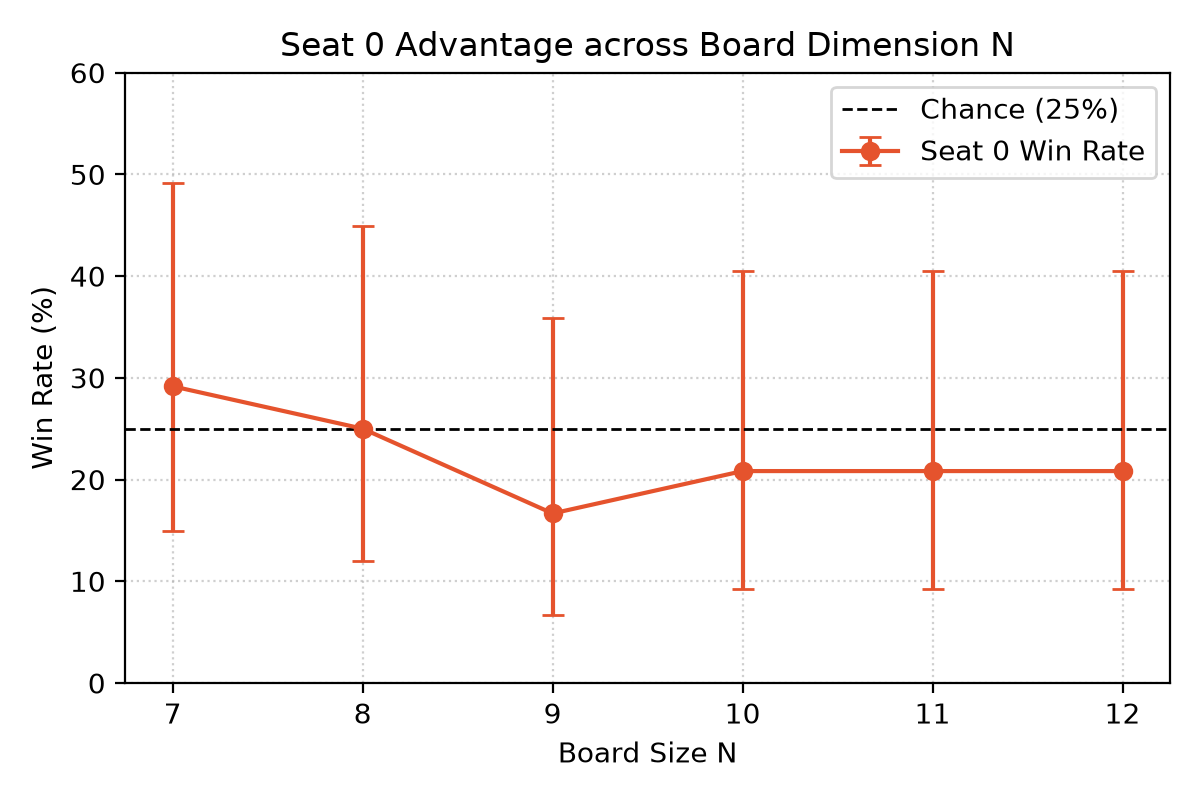 Seat 0 Advantage across Board Dimension N
60
50
40
30
20
10
0
Win Rate (%)
Chance (25%)
Seat 0 Win Rate
7 8 9 10 11 12
Board Size N